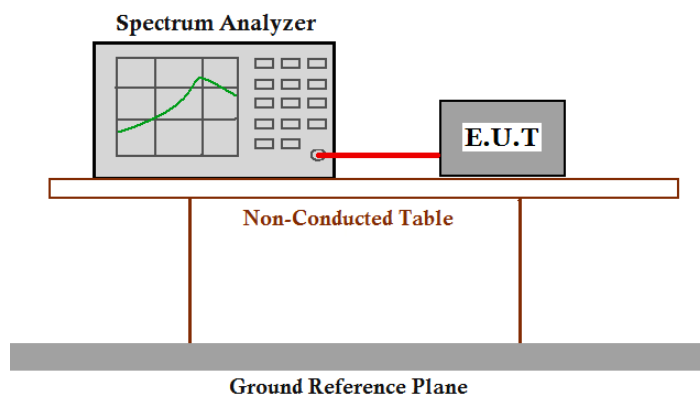 Spectrum Analyzer
E.U.T
Non-Conducted Table
Ground Reference Plane